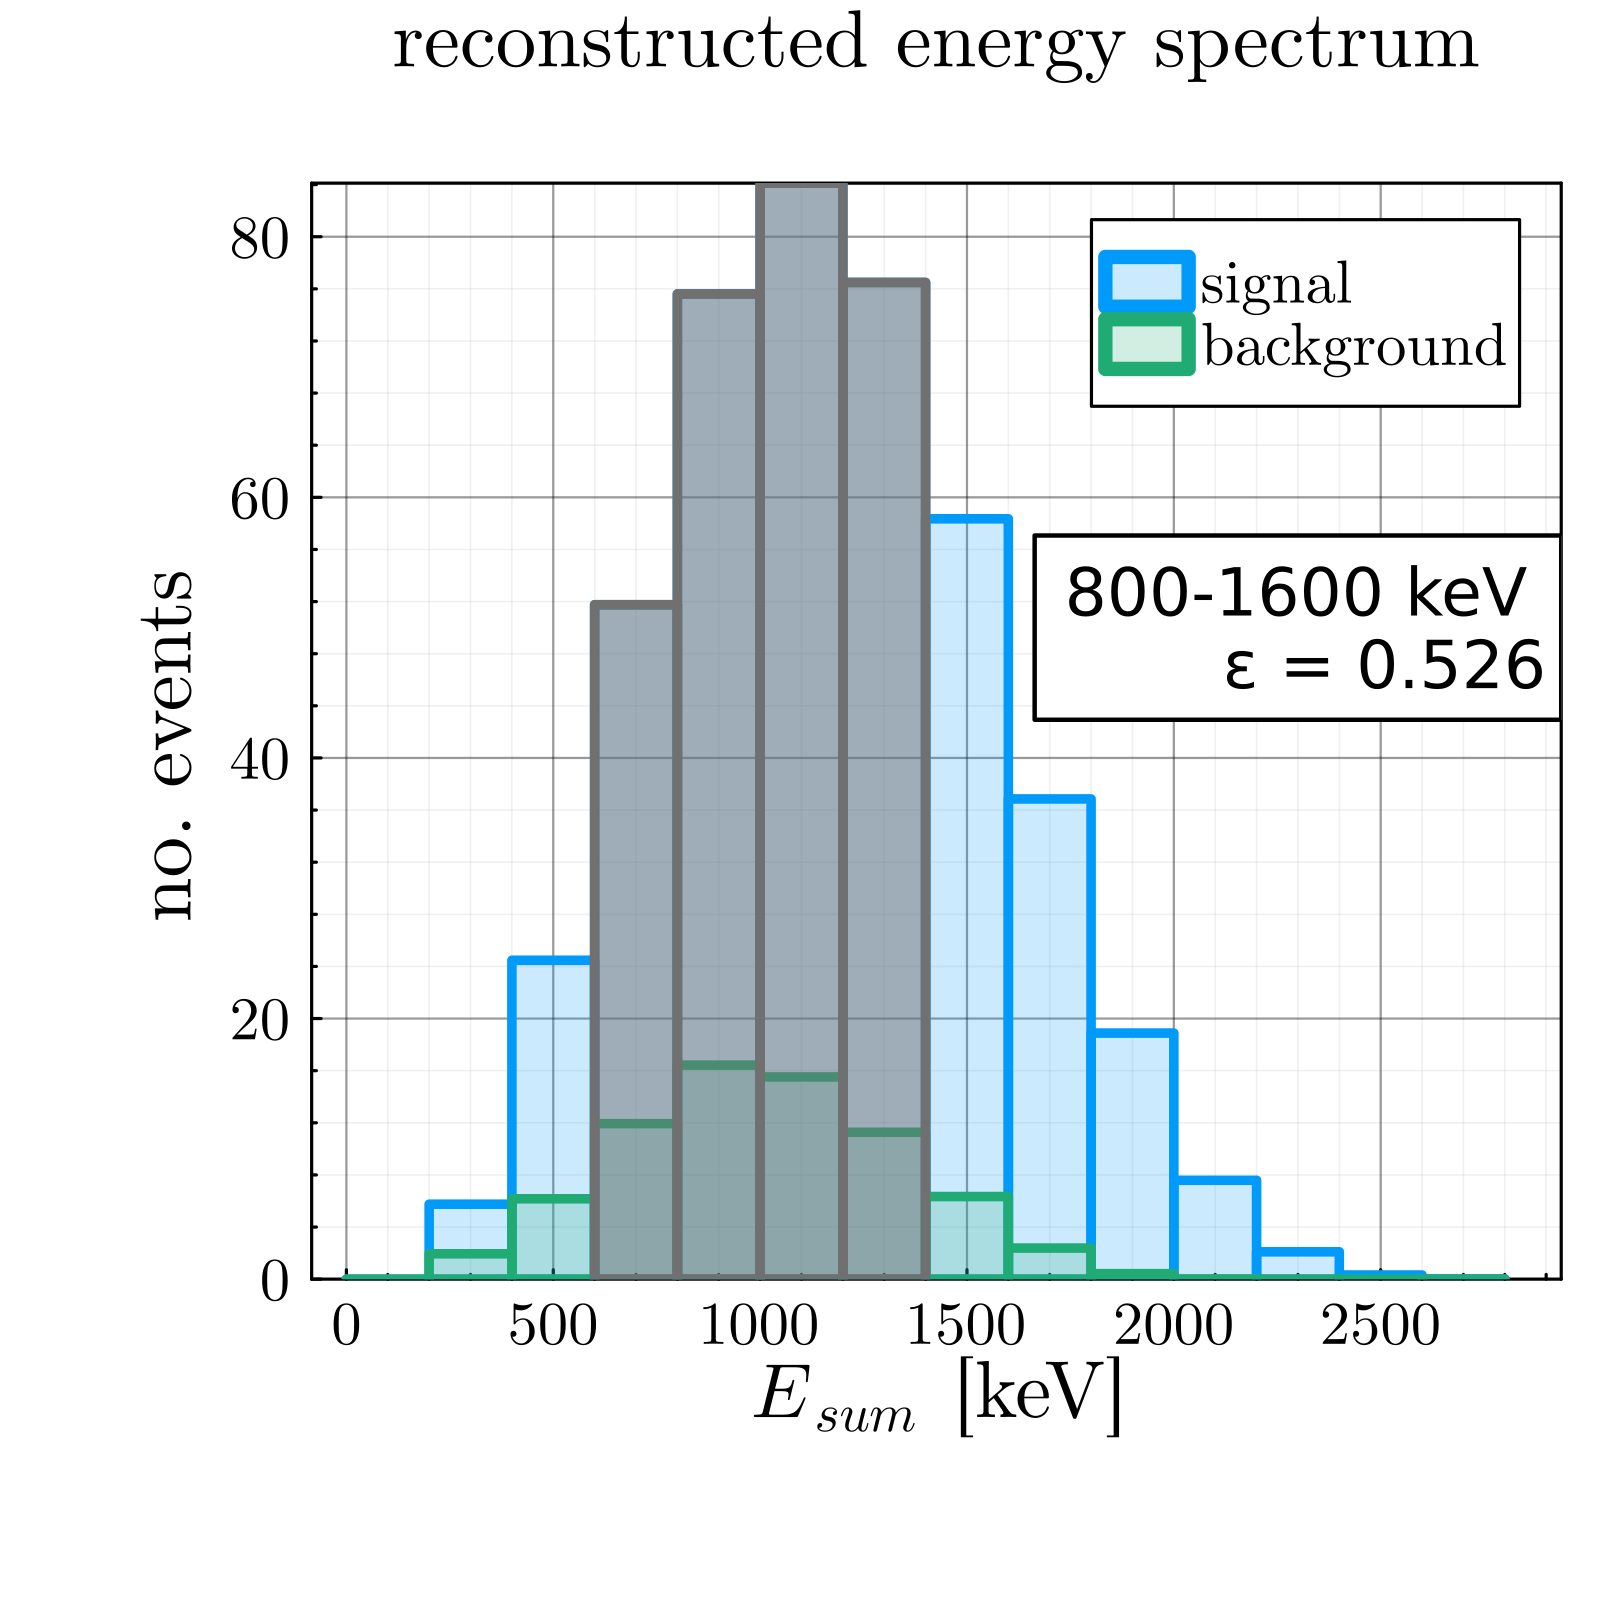 reconstructed energy spectrum
80
60
40
20
0
no. events
signal
background
800-1600 keV
ε = 0.526
0 500 1000 1500 2000 2500
E_sum [keV]